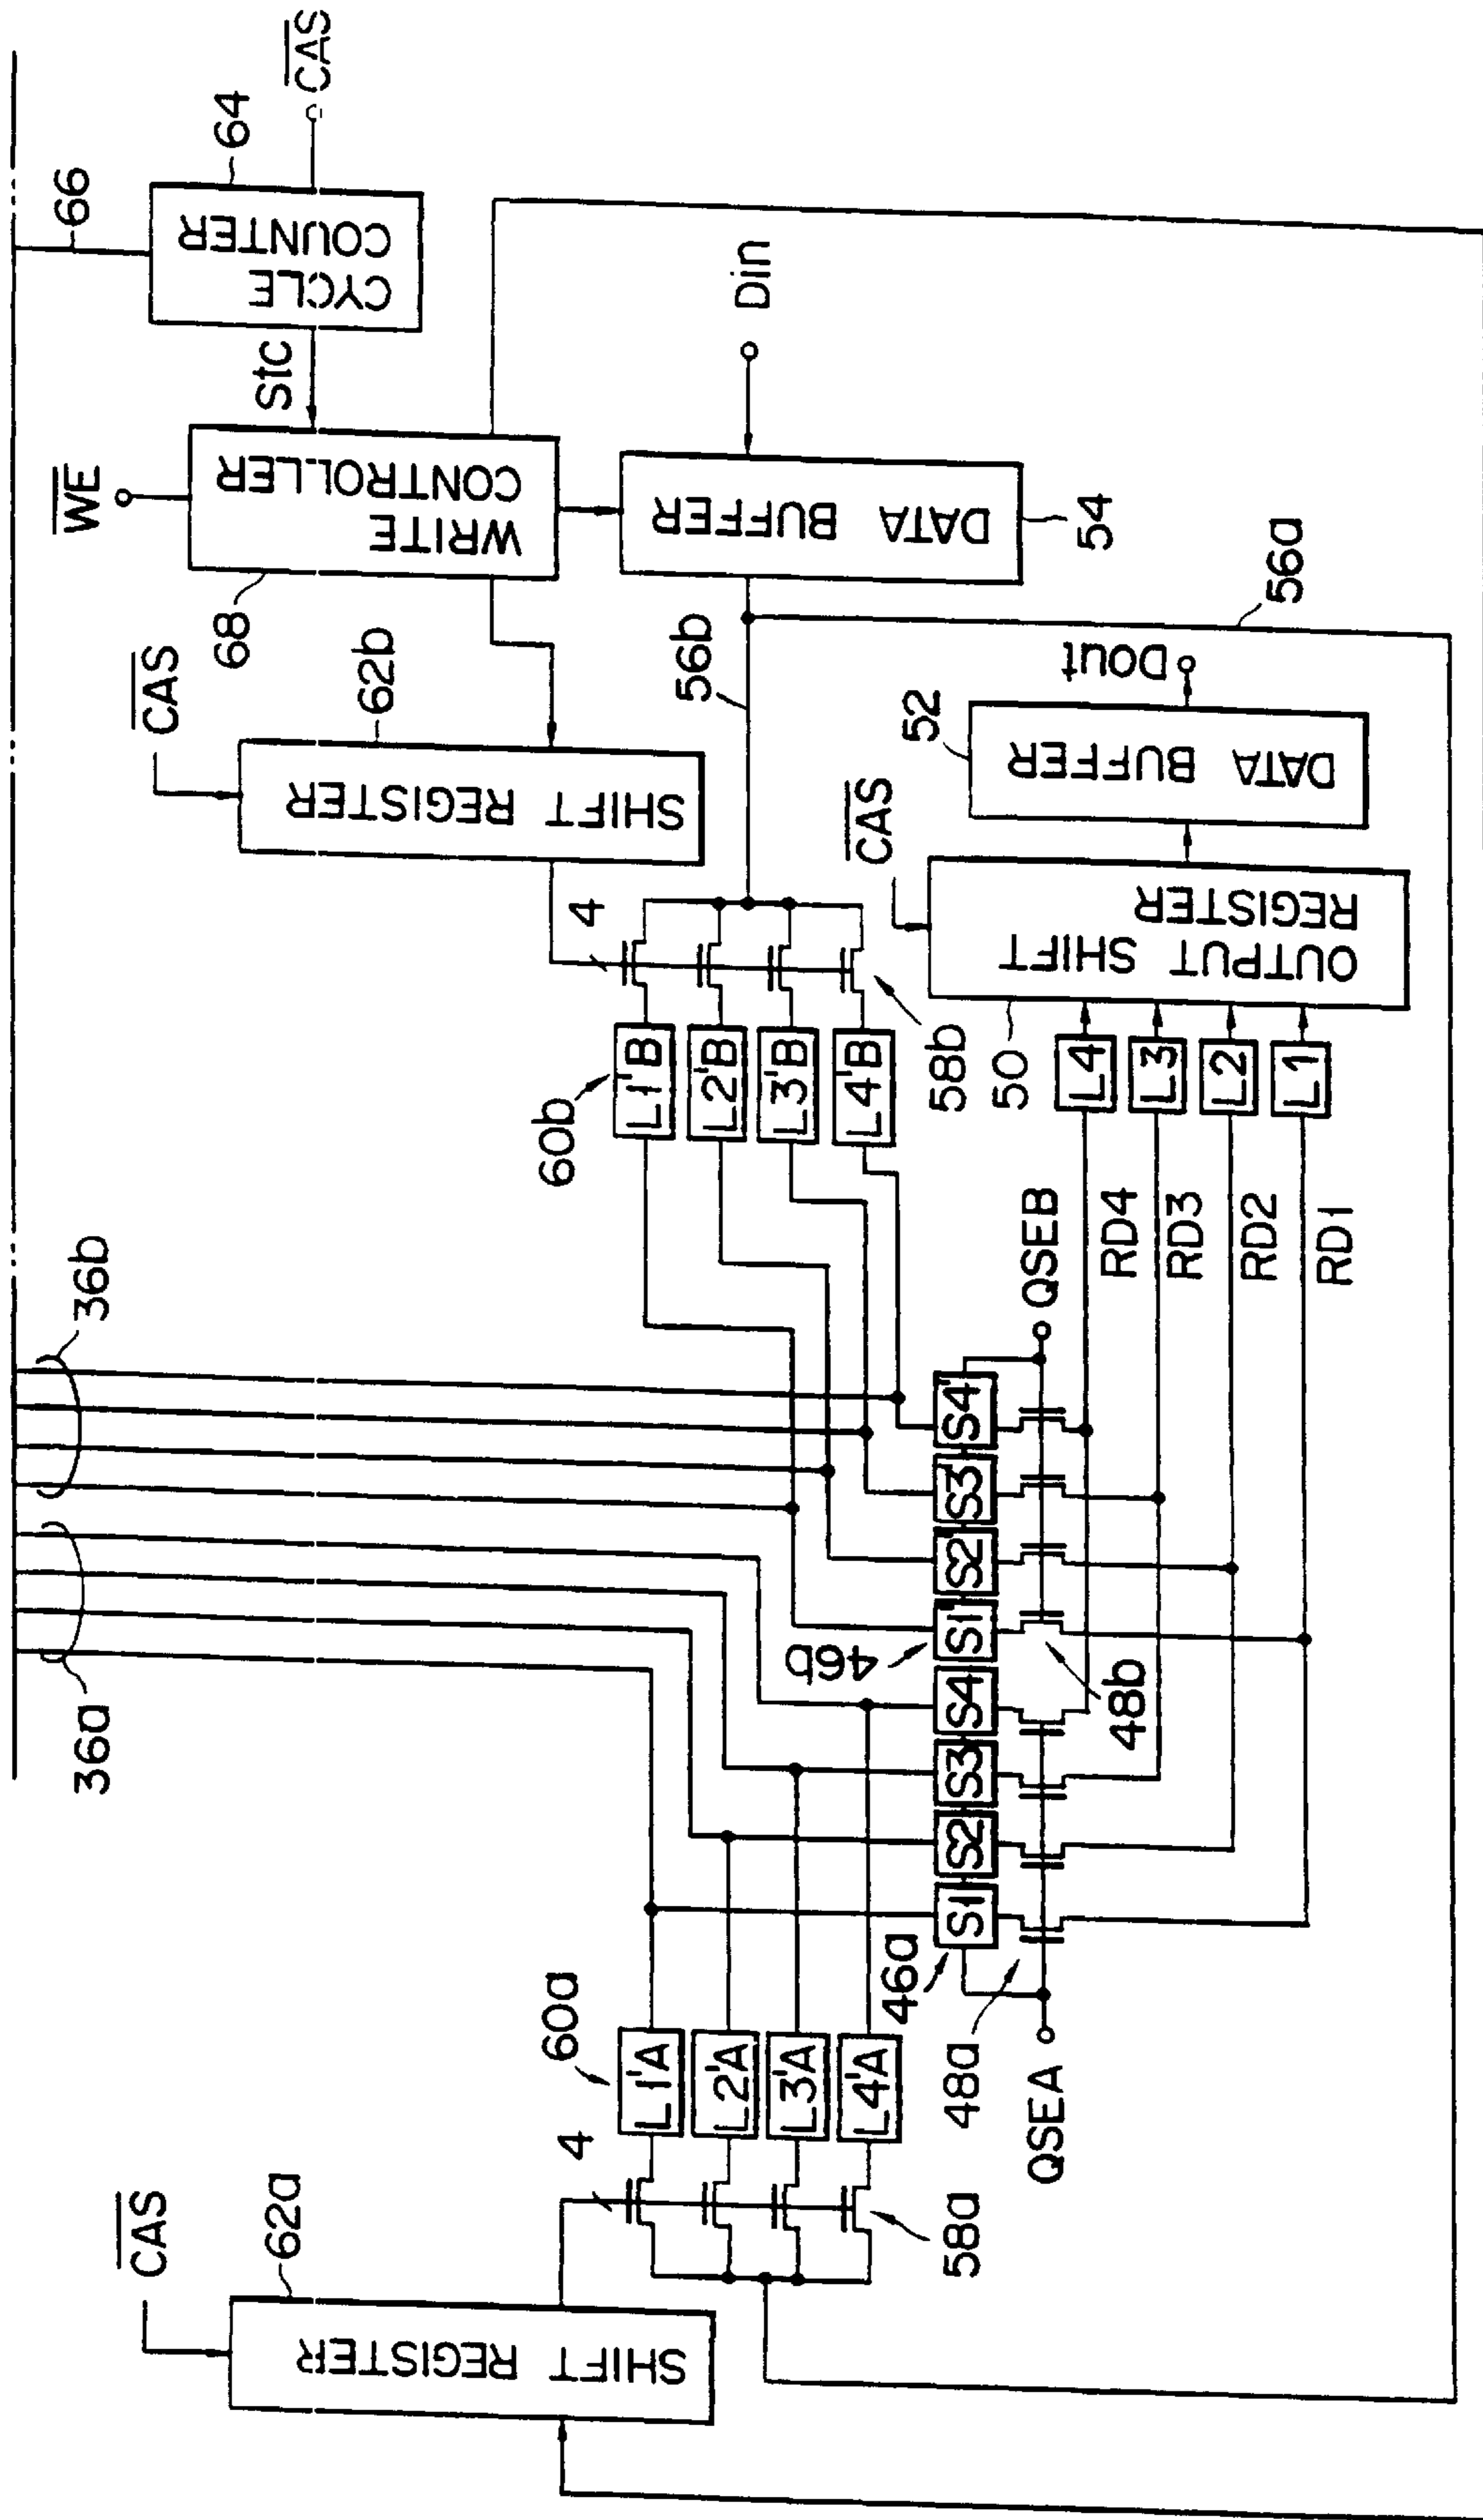 36a
36b
66
CYCLE
COUNTER
64
CAS
Stc
WE
WRITE
CONTROLLER
68
Din
DATA BUFFER
54
CAS
SHIFT REGISTER
62b
56b
56a
4
58b
60b
L1'B
L2'B
L3'B
L4'B
CAS
OUTPUT SHIFT
REGISTER
50
DATA BUFFER
52
Dout
L4
L3
L2
L1
RD4
RD3
RD2
RD1
QSEB
S1
S2
S3
S4
S1'
S2'
S3'
S4'
46a
46b
48a
48b
QSEA
60a
L1'A
L2'A
L3'A
L4'A
4
58a
CAS
SHIFT REGISTER
62a